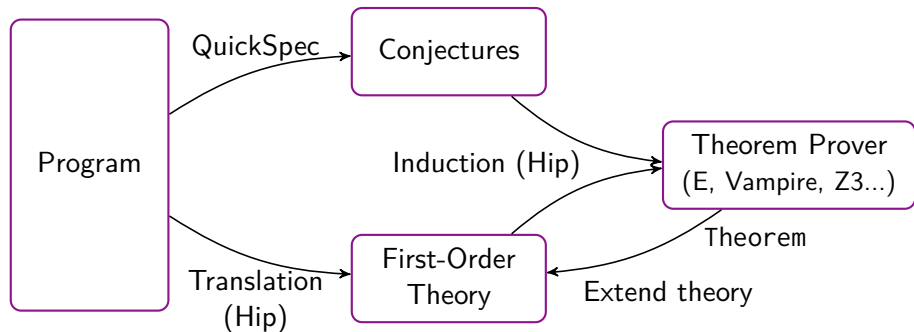 QuickSpec
Conjectures
Program
Induction (Hip)
Theorem Prover
(E, Vampire, Z3...)
Translation
(Hip)
First-Order
Theory
Theorem
Extend theory